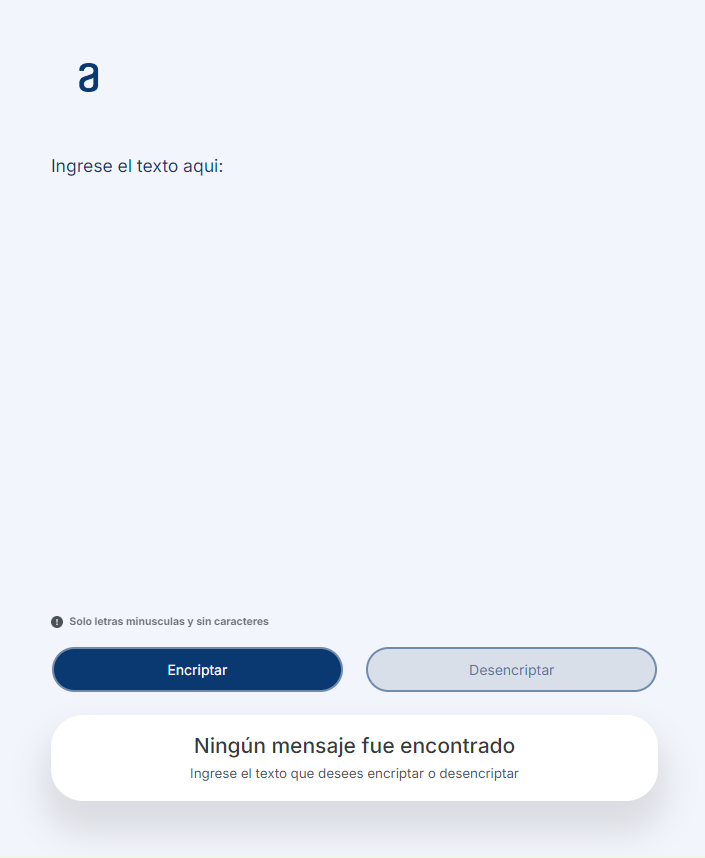 a
Ingrese el texto aqui:
Solo letras minusculas y sin caracteres
Encriptar
Desencriptar
Ningún mensaje fue encontrado
Ingrese el texto que desees encriptar o desencriptar